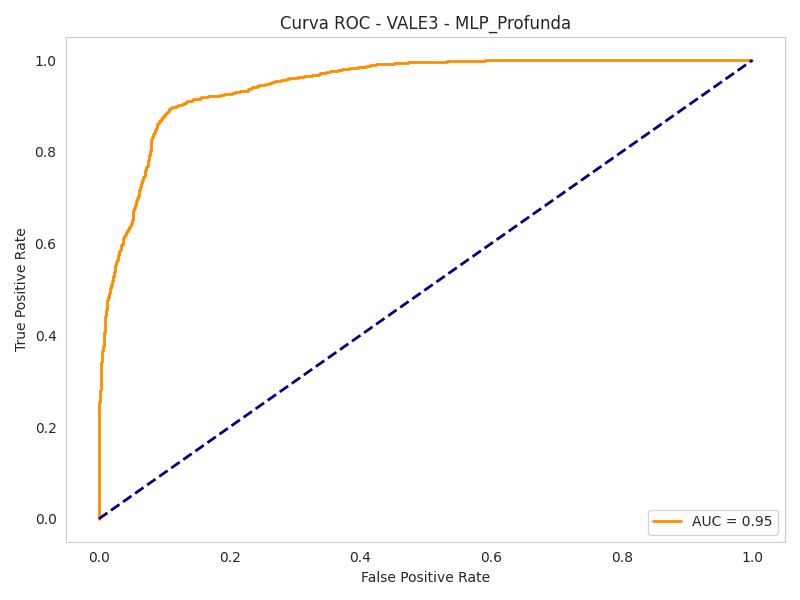 Curva ROC - VALE3 - MLP_Profunda
1.0
0.8
0.6
0.4
0.2
0.0
True Positive Rate
0.0 0.2 0.4 0.6 0.8 1.0
False Positive Rate
AUC = 0.95